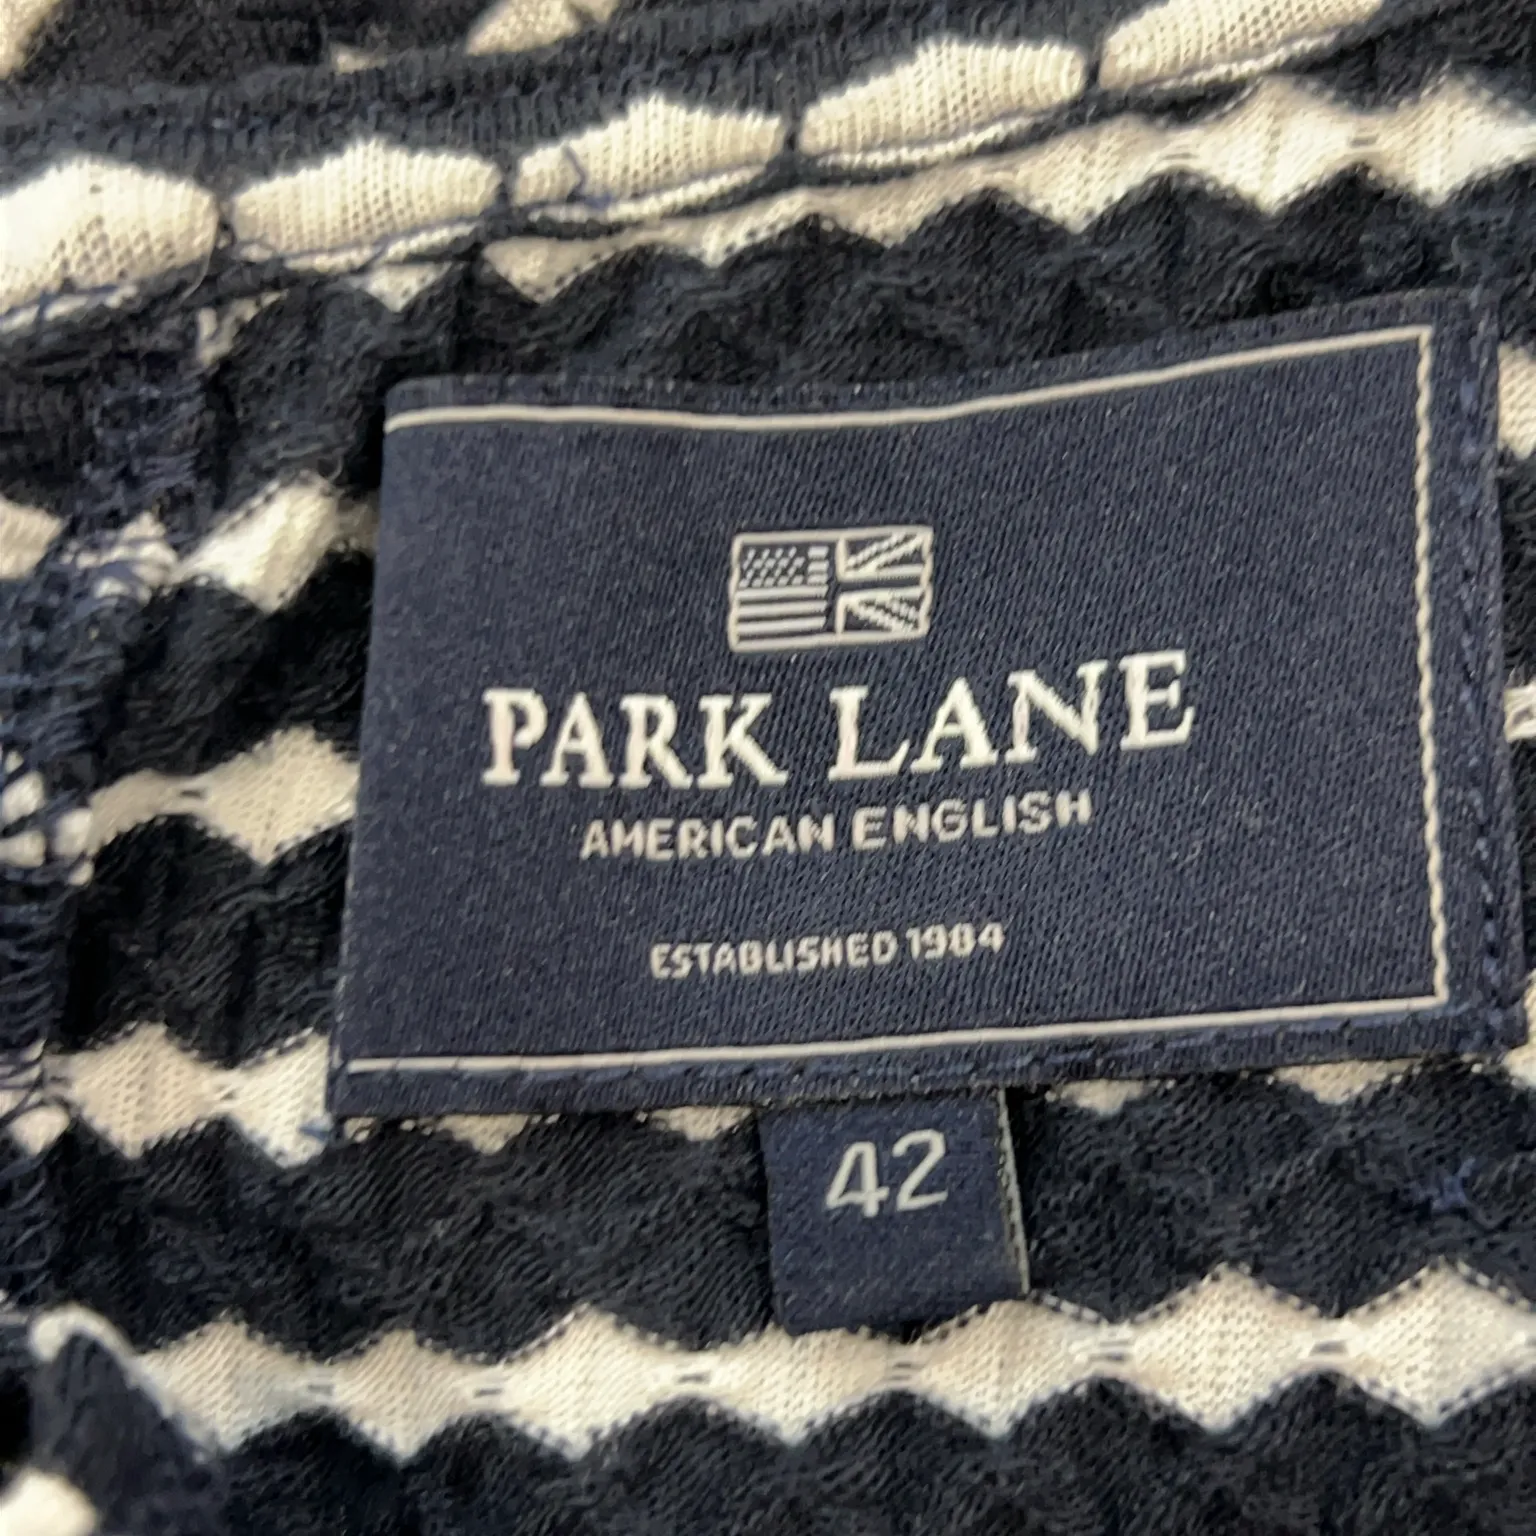 PARK LANE
AMERICAN ENGLISH
ESTABLISHED 1984
42